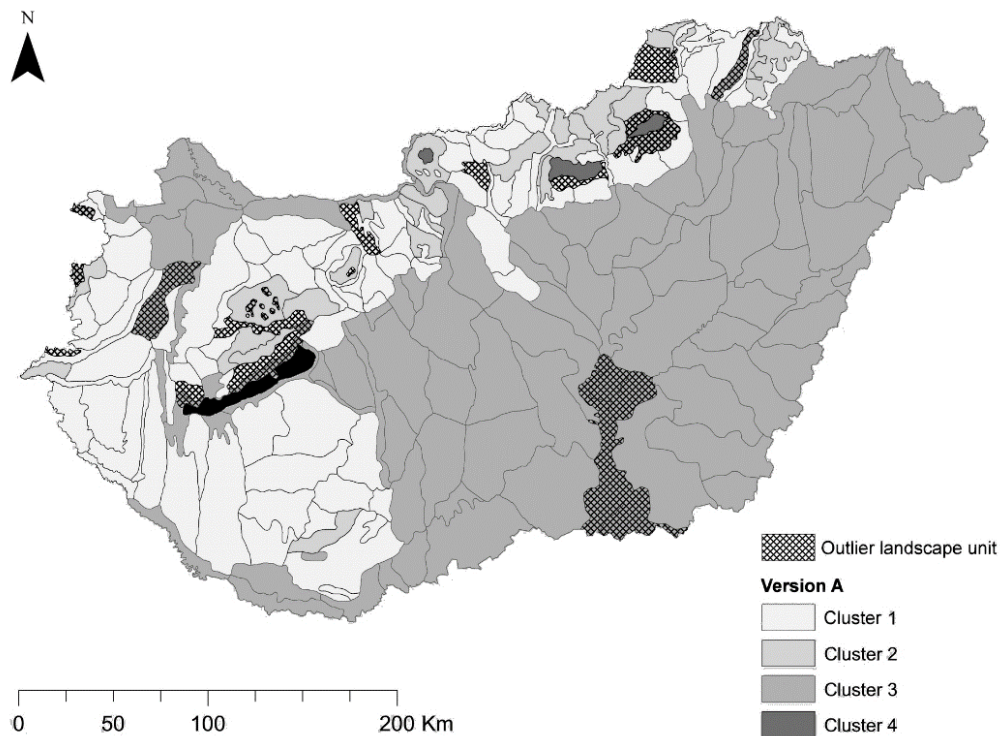 N
Outlier landscape unit
Version A
Cluster 1
Cluster 2
Cluster 3
Cluster 4
0 50 100 200 Km